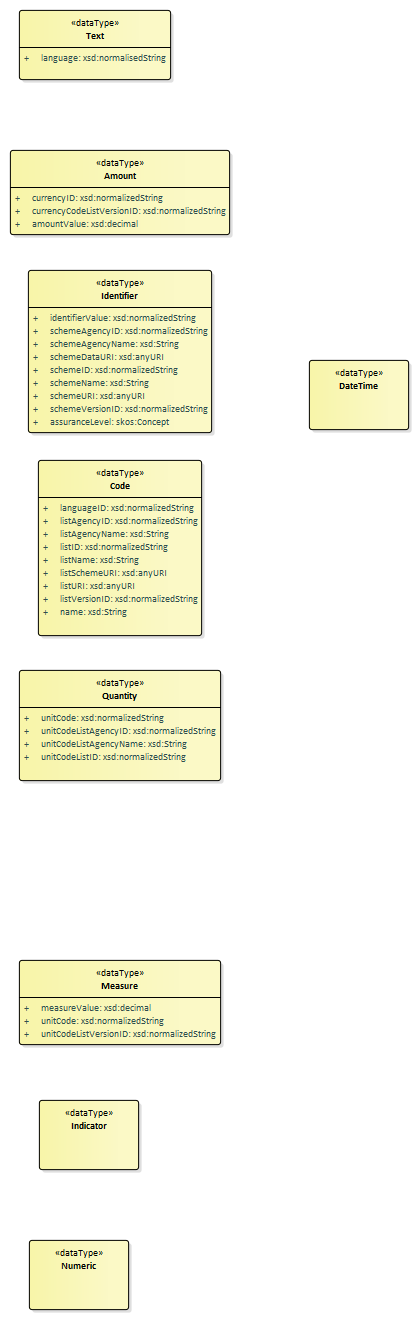 «dataType»
Text
+ language: xsd:normalisedString
«dataType»
Amount
+ currencyID: xsd:normalizedString
+ currencyCodeListVersionID: xsd:normalizedString
+ amountValue: xsd:decimal
«dataType»
Identifier
+ identifierValue: xsd:normalizedString
+ schemeAgencyID: xsd:normalizedString
+ schemeAgencyName: xsd:String
+ schemeDataURI: xsd:anyURI
+ schemeID: xsd:normalizedString
+ schemeName: xsd:String
+ schemeURI: xsd:anyURI
+ schemeVersionID: xsd:normalizedString
+ assuranceLevel: skos:Concept
«dataType»
DateTime
«dataType»
Code
+ languageID: xsd:normalizedString
+ listAgencyID: xsd:normalizedString
+ listAgencyName: xsd:String
+ listID: xsd:normalizedString
+ listName: xsd:String
+ listSchemeURI: xsd:anyURI
+ listURI: xsd:anyURI
+ listVersionID: xsd:normalizedString
+ name: xsd:String
«dataType»
Quantity
+ unitCode: xsd:normalizedString
+ unitCodeListAgencyID: xsd:normalizedString
+ unitCodeListAgencyName: xsd:String
+ unitCodeListID: xsd:normalizedString
«dataType»
Measure
+ measureValue: xsd:decimal
+ unitCode: xsd:normalizedString
+ unitCodeListVersionID: xsd:normalizedString
«dataType»
Indicator
«dataType»
Numeric